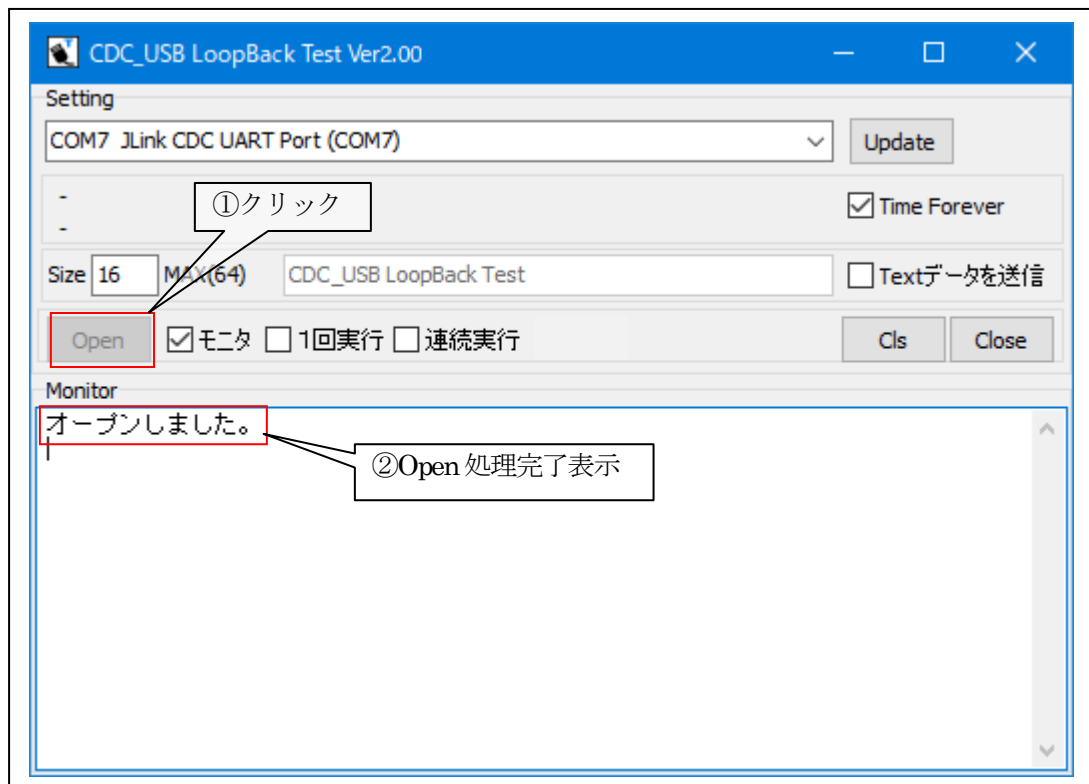 CDC_USB LoopBack Test Ver2.00
Setting
COM7 JLink CDC UART Port (COM7)
Update
-
①クリック
Time Forever
-
Size 16 MAX(64) CDC_USB LoopBack Test Textデータを送信
Open モニタ 1回実行 連続実行 Cls Close
Monitor
オープンしました。
②Open 処理完了表示